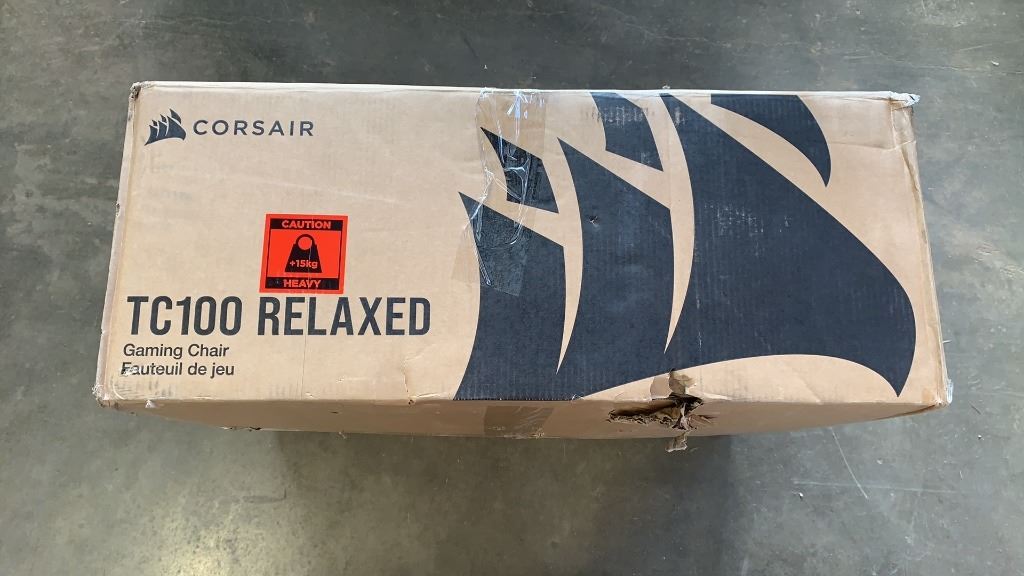 CORSAIR
CAUTION
+15kg
HEAVY
TC100 RELAXED
Gaming Chair
Fauteuil de jeu